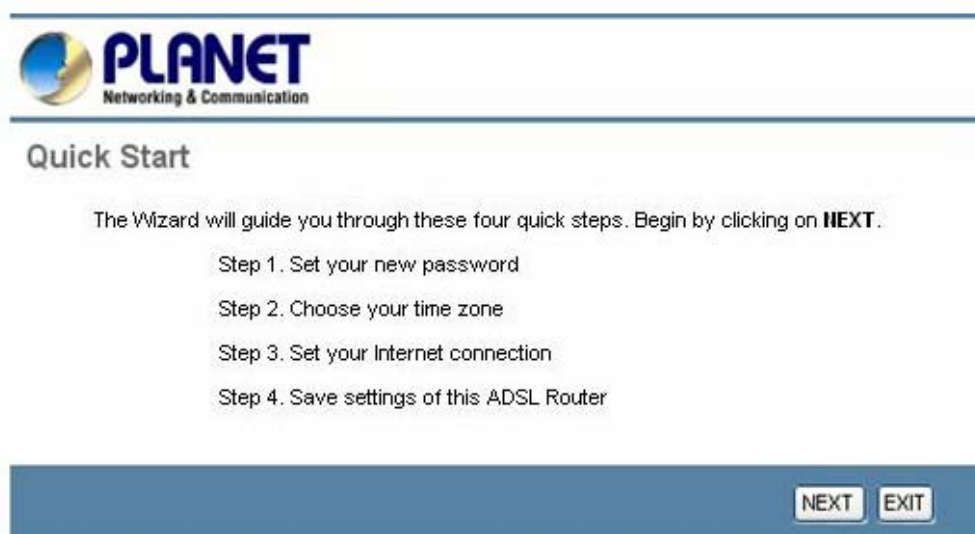 PLANET
Networking & Communication
Quick Start
The Wizard will guide you through these four quick steps. Begin by clicking on NEXT.
Step 1. Set your new password
Step 2. Choose your time zone
Step 3. Set your Internet connection
Step 4. Save settings of this ADSL Router
NEXT EXIT